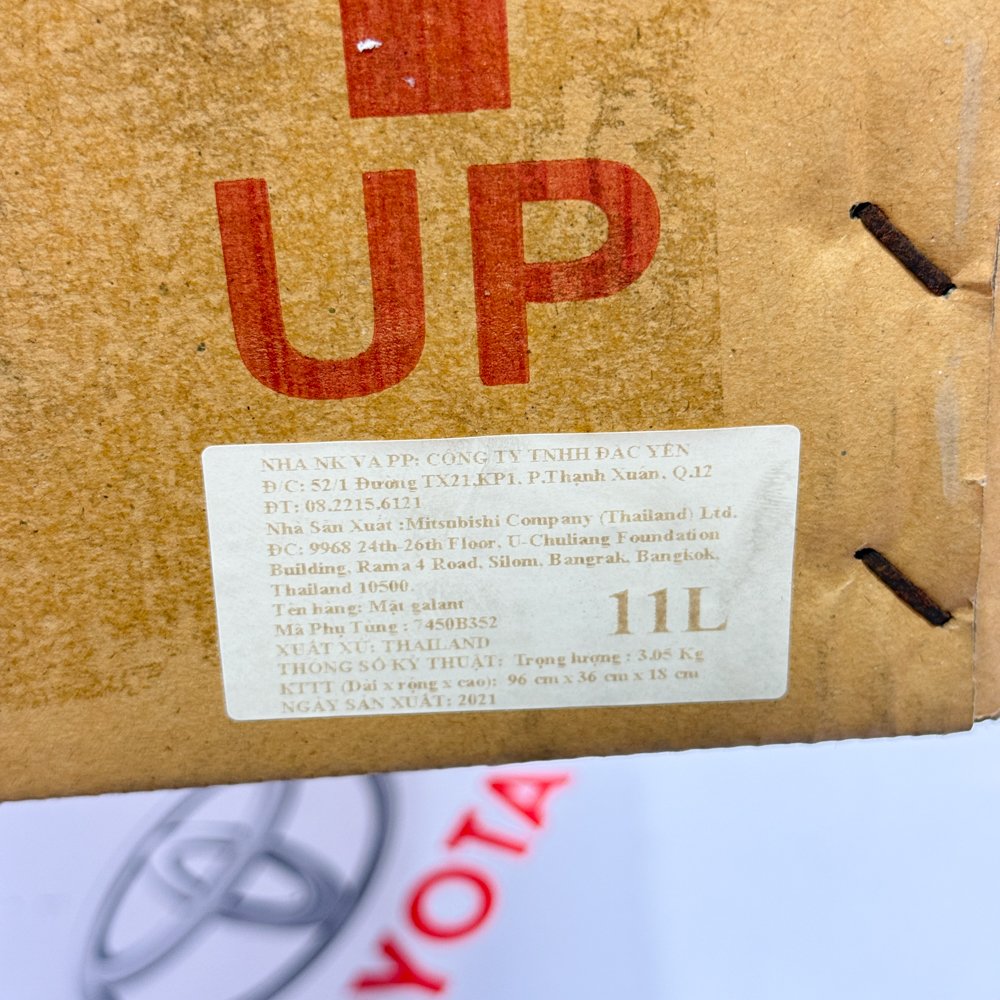 UP
NHÀ NK VÀ PP: CÔNG TY TNHH ĐẮC YẾN
Đ/C: 52/1 Đường TX21,KP1, P.Thạnh Xuân, Q.12
ĐT: 08.2215.6121
Nhà Sản Xuất :Mitsubishi Company (Thailand) Ltd.
ĐC: 9968 24th-26th Floor, U-Chuliang Foundation
Building, Rama 4 Road, Silom, Bangrak, Bangkok,
Thailand 10500.
Tên hàng: Mặt galant
Mã Phụ Tùng : 7450B352
11L
XUẤT XỨ: THAILAND
THÔNG SỐ KỸ THUẬT: Trọng lượng : 3.05 Kg
KTTT (Dài x rộng x cao): 96 cm x 36 cm x 18 cm
NGÀY SẢN XUẤT: 2021
YOTA